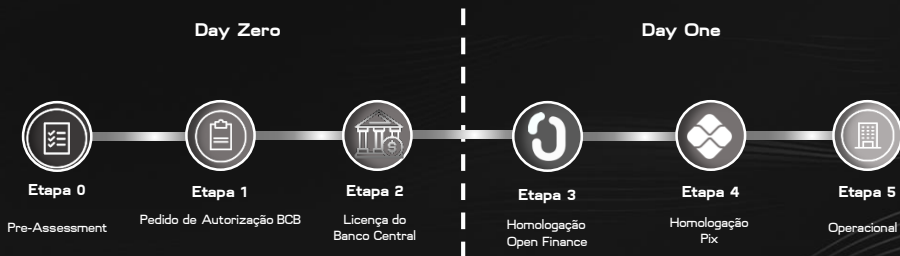 Day Zero
Day One
Etapa 0
Etapa 1
Etapa 2
Etapa 3
Etapa 4
Etapa 5
Pre-Assessment
Pedido de Autorização BCB
Licença do
Banco Central
Homologação
Open Finance
Homologação
Pix
Operacional